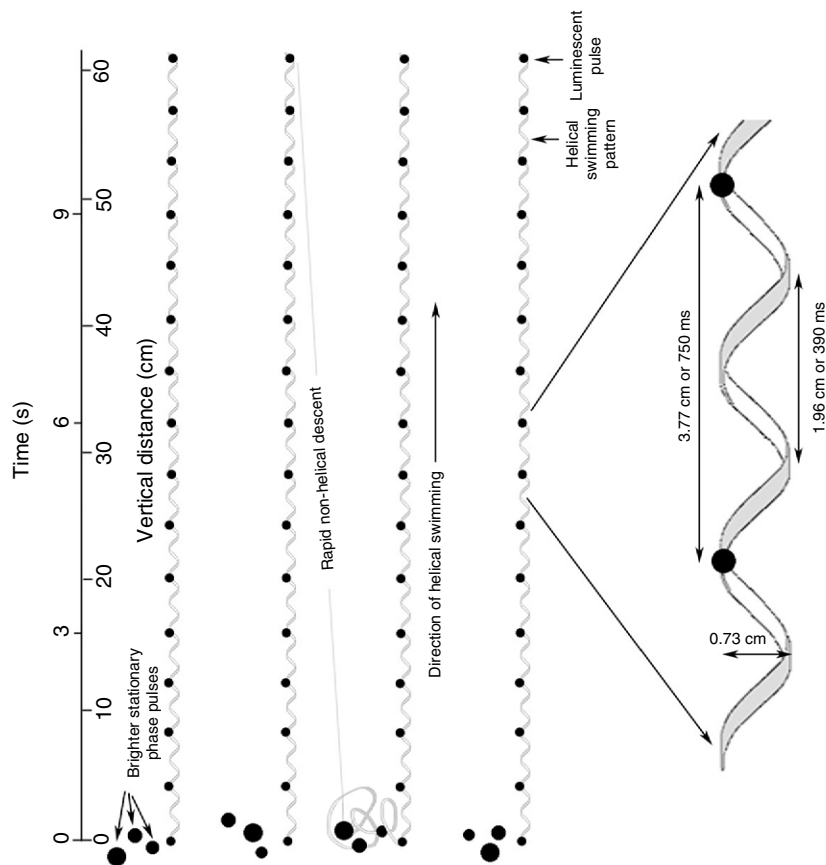 Time (s)
0
3
6
9
0
10
20
30
40
50
60
Vertical distance (cm)
Brighter stationary
phase pulses
Rapid non-helical descent
Direction of helical swimming
Luminescent
pulse
Helical
swimming
pattern
3.77 cm or 750 ms
0.73 cm
1.96 cm or 390 ms